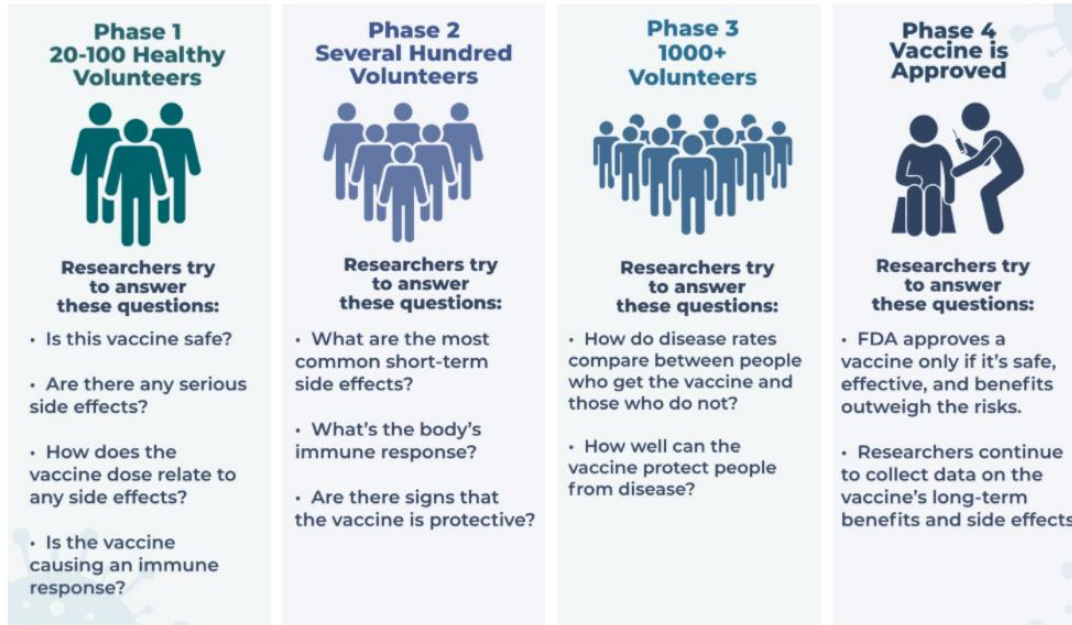 Phase 1
20-100 Healthy
Volunteers
Researchers try
to answer
these questions:
• Is this vaccine safe?
• Are there any serious
side effects?
• How does the
vaccine dose relate to
any side effects?
• Is the vaccine
causing an immune
response?
Phase 2
Several Hundred
Volunteers
Researchers try
to answer
these questions:
• What are the most
common short-term
side effects?
• What's the body's
immune response?
• Are there signs that
the vaccine is protective?
Phase 3
1000+
Volunteers
Researchers try
to answer
these questions:
• How do disease rates
compare between people
who get the vaccine and
those who do not?
• How well can the
vaccine protect people
from disease?
Phase 4
Vaccine is
Approved
Researchers try
to answer
these questions:
• FDA approves a
vaccine only if it's safe,
effective, and benefits
outweigh the risks.
• Researchers continue
to collect data on the
vaccine's long-term
benefits and side effects